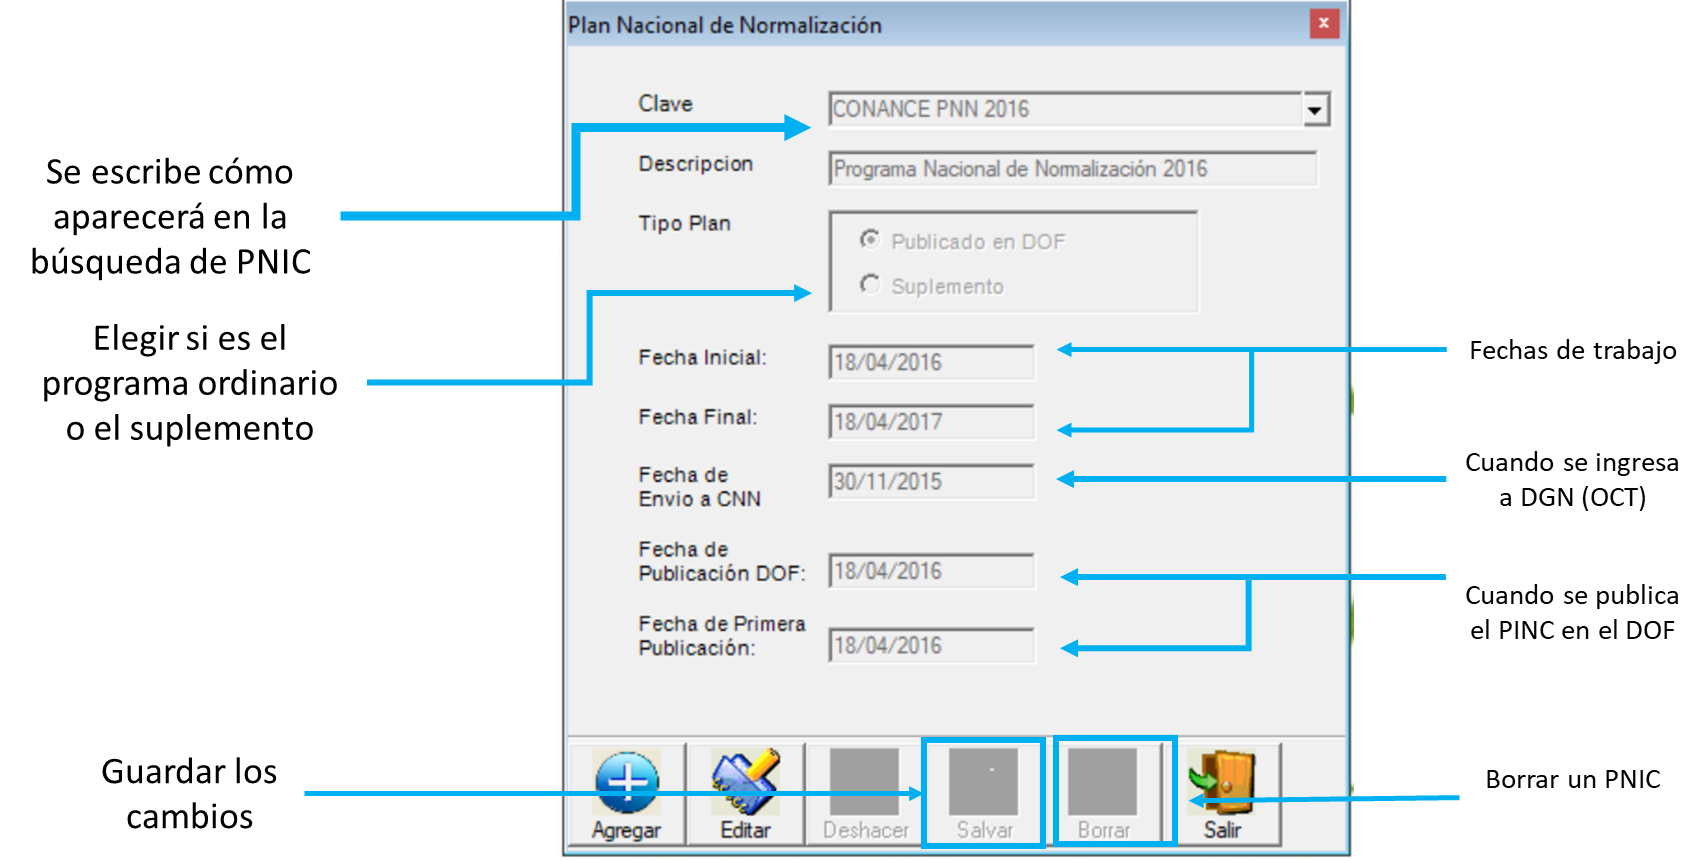 Plan Nacional de Normalización
x
Clave
CONANCE PNN 2016
Descripcion
Programa Nacional de Normalización 2016
Tipo Plan
Publicado en DOF
Suplemento
Fecha Inicial:
18/04/2016
Fecha Final:
18/04/2017
Fecha de
Envio a CNN
30/11/2015
Fecha de
Publicación DOF:
18/04/2016
Fecha de Primera
Publicación:
18/04/2016
Agregar
Editar
Deshacer
Salvar
Borrar
Salir
Se escribe cómo
aparecerá en la
búsqueda de PNIC
Elegir si es el
programa ordinario
o el suplemento
Guardar los
cambios
Fechas de trabajo
Cuando se ingresa
a DGN (OCT)
Cuando se publica
el PINC en el DOF
Borrar un PNIC